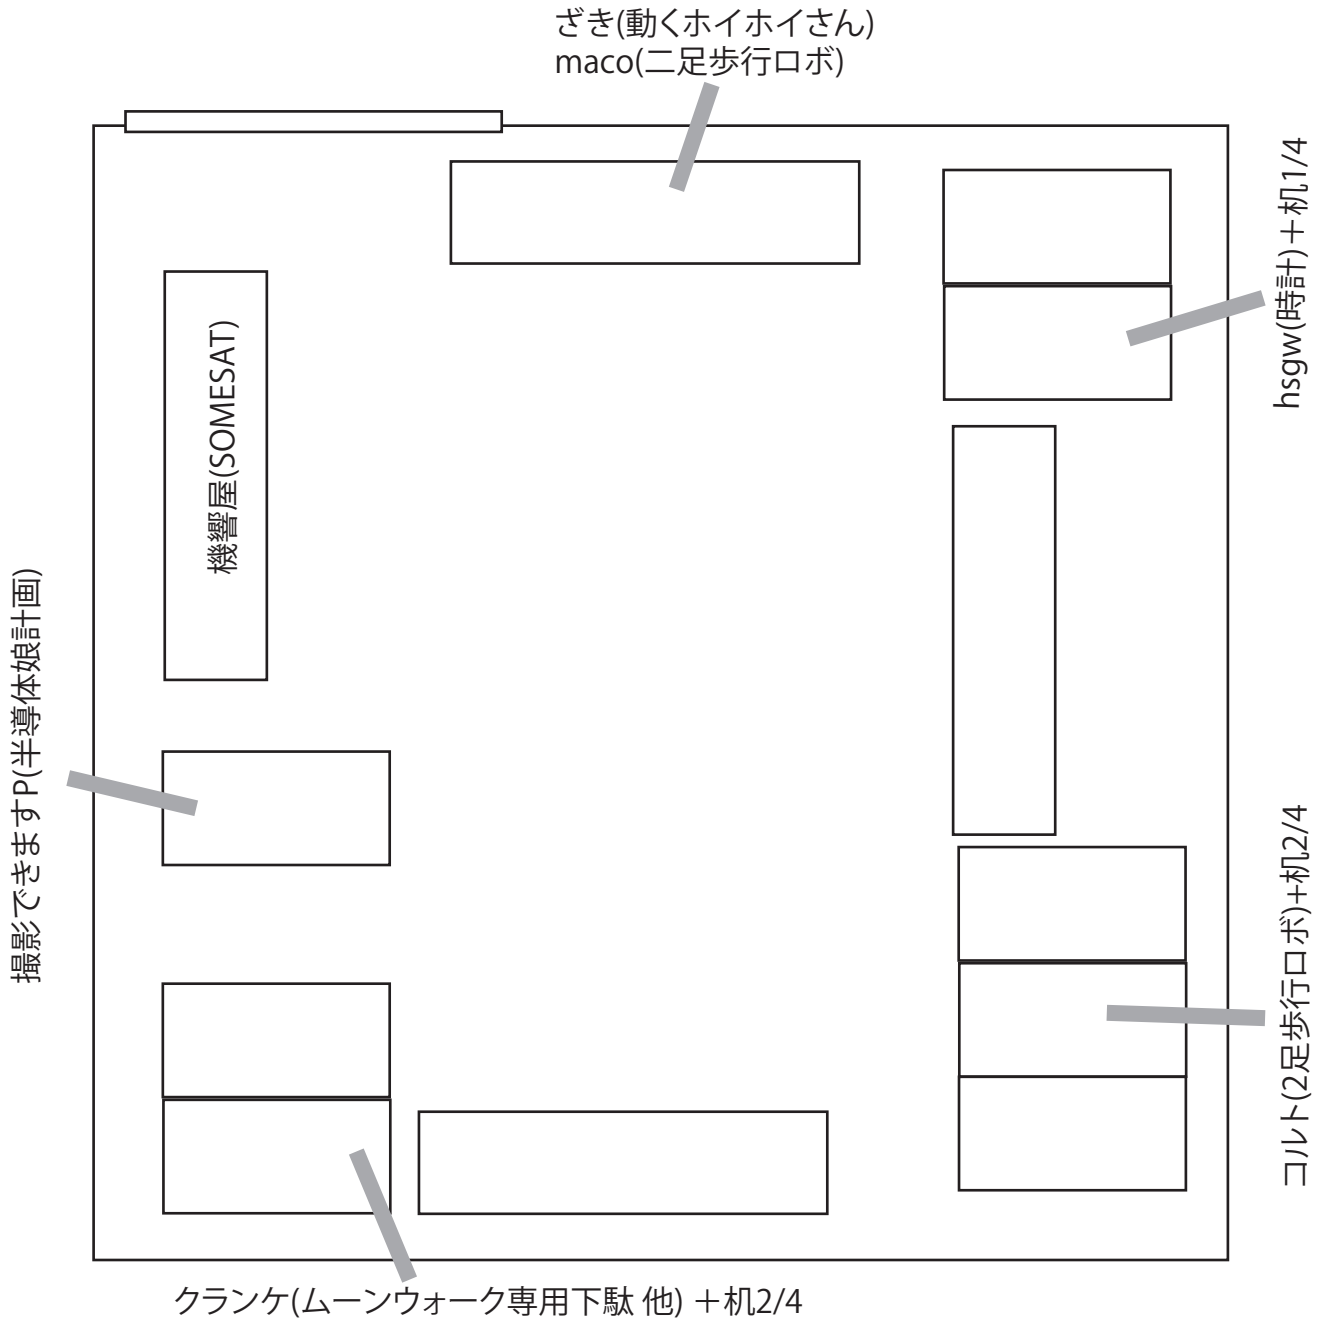 ざき(動くホイホイさん)
maco(二足歩行ロボ)
hsgw(時計)＋机1/4
機響屋(SOMESAT)
撮影できますP(半導体娘計画)
コルト(2足歩行ロボ)+机2/4
クランケ(ムーンウォーク専用下駄 他) ＋机2/4